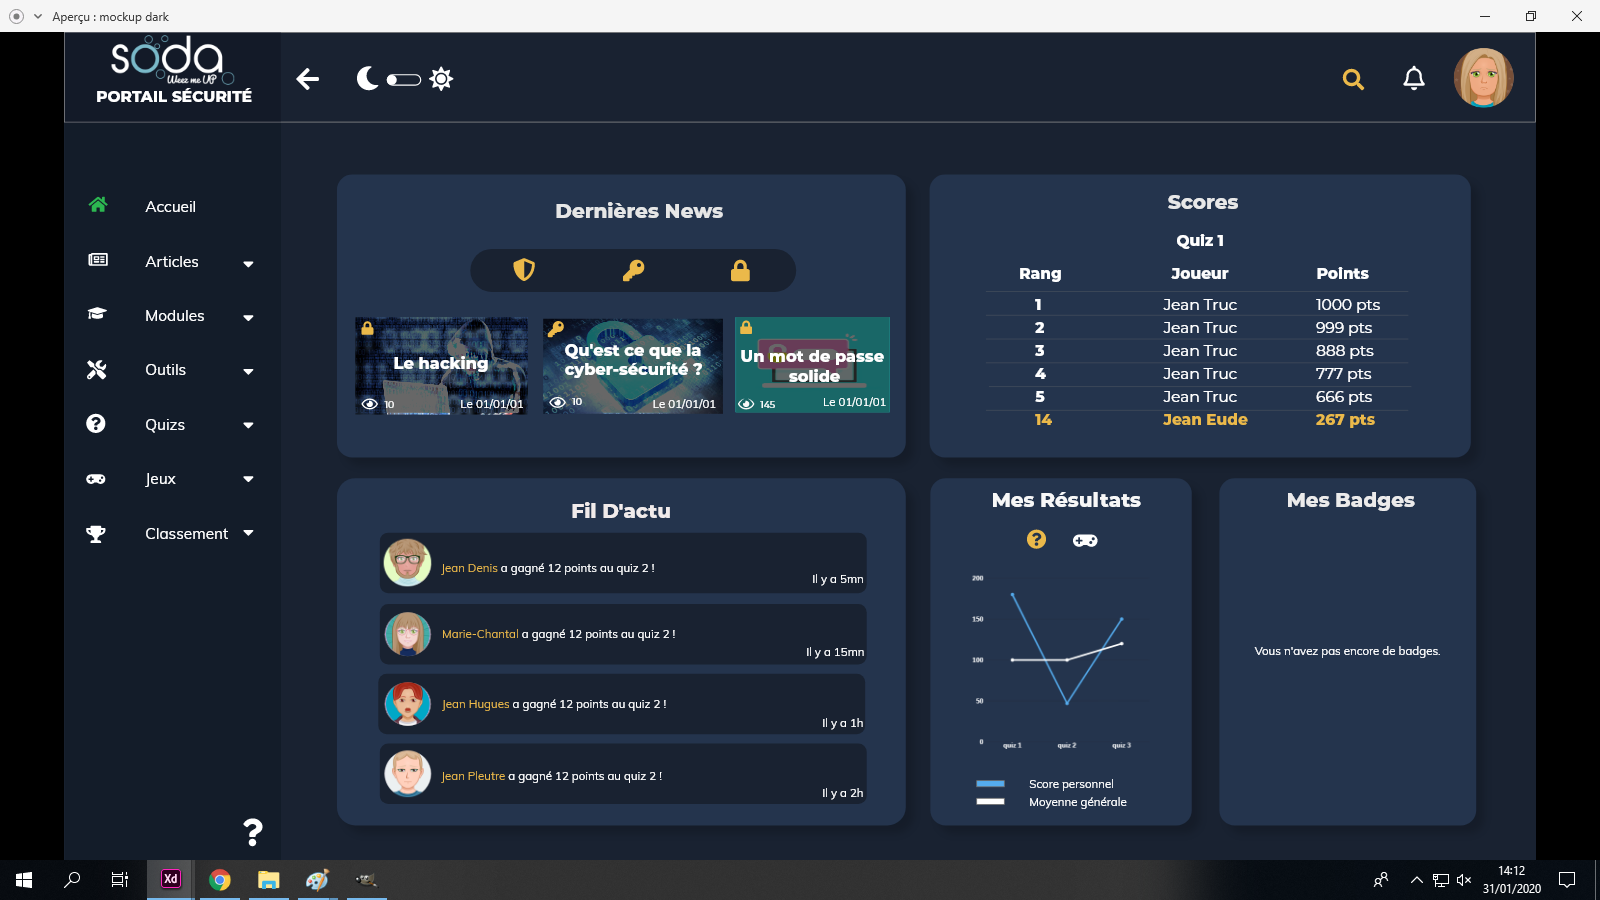 Aperçu : mockup dark
soda
Weez me UP
PORTAIL SÉCURITÉ
Accueil
Articles
Modules
Outils
Quizs
Jeux
Classement
?
Dernières News
Le hacking
10
Le 01/01/01
Qu'est ce que la
cyber-sécurité ?
10
Le 01/01/01
Un mot de passe
solide
145
Le 01/01/01
Scores
Quiz 1
Rang Joueur Points
1 Jean Truc 1000 pts
2 Jean Truc 999 pts
3 Jean Truc 888 pts
4 Jean Truc 777 pts
5 Jean Truc 666 pts
14 Jean Eude 267 pts
Fil D'actu
Jean Denis a gagné 12 points au quiz 2 !
Il y a 5mn
Marie-Chantal a gagné 12 points au quiz 2 !
Il y a 15mn
Jean Hugues a gagné 12 points au quiz 2 !
Il y a 1h
Jean Pleutre a gagné 12 points au quiz 2 !
Il y a 2h
Mes Résultats
?
200
150
100
50
0
quiz 1 quiz 2 quiz 3
Score personnel
Moyenne générale
Mes Badges
Vous n'avez pas encore de badges.
Xd
14:12
31/01/2020